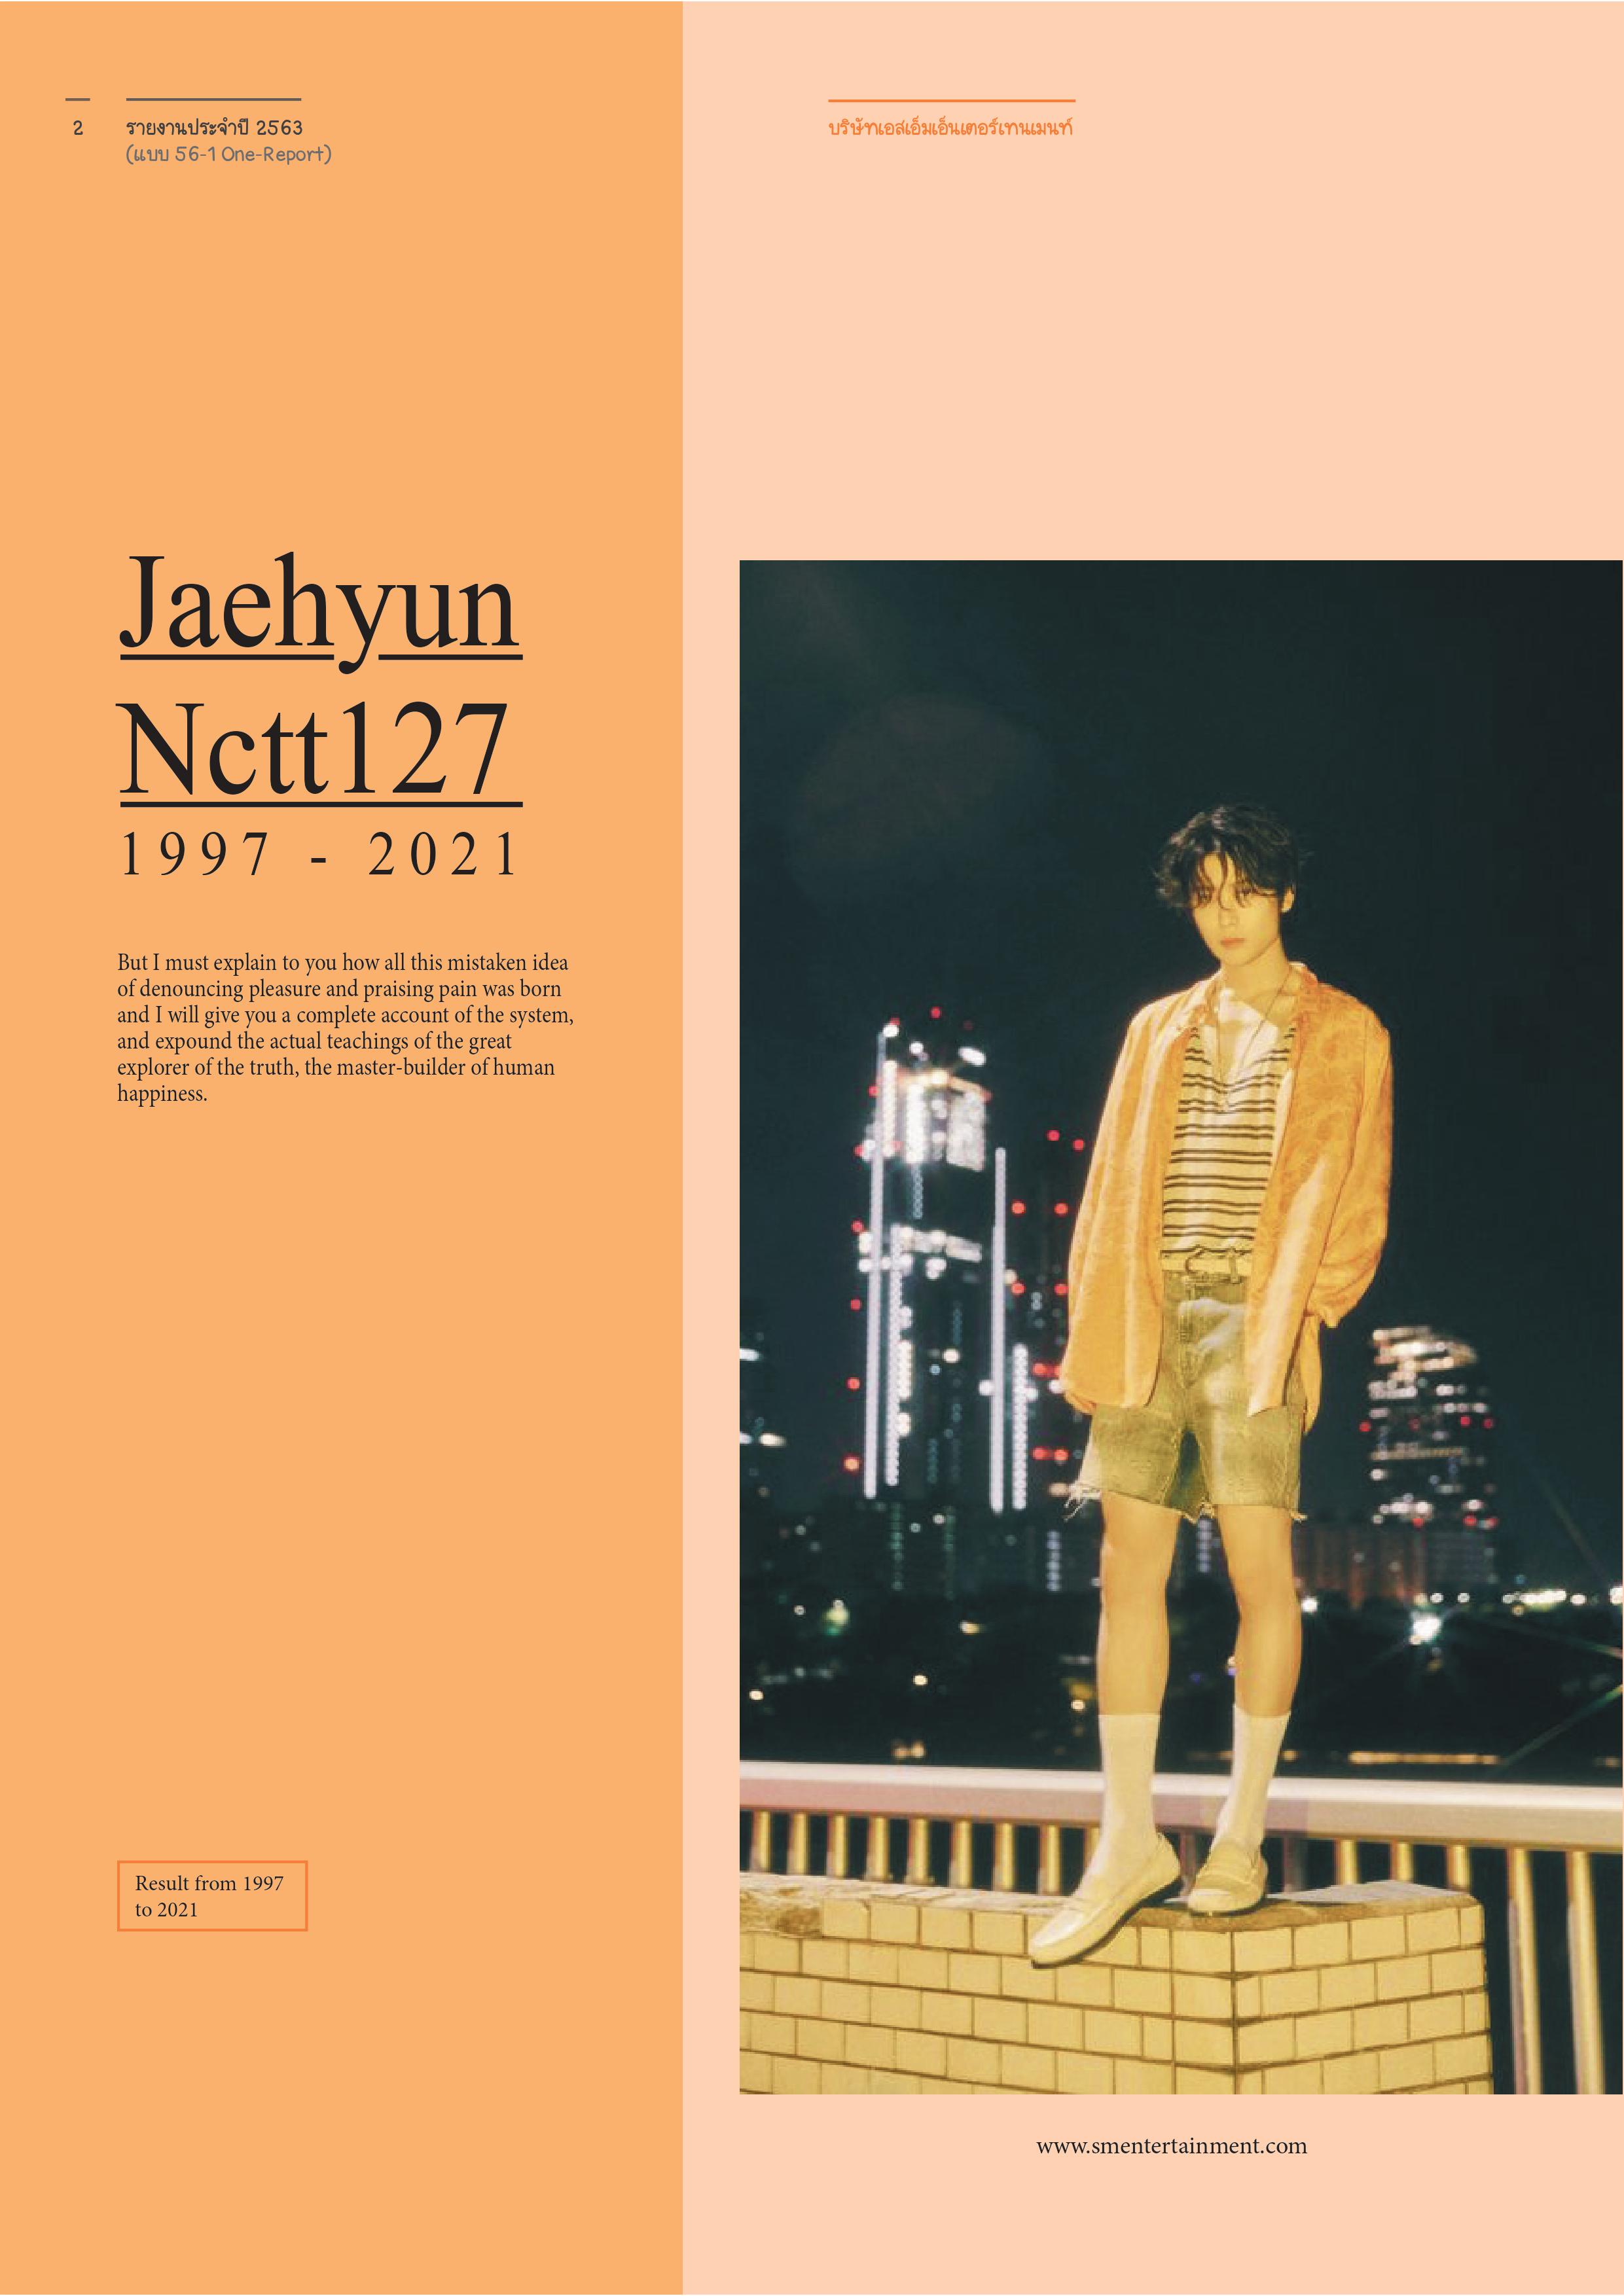 2
รายงานประจำปี 2563
(แบบ 56-1 One-Report)
บริษัทเอสเอ็มเอ็นเตอร์เทนเมนท์
Jaehyun
Nctt127
1997 - 2021
But I must explain to you how all this mistaken idea
of denouncing pleasure and praising pain was born
and I will give you a complete account of the system,
and expound the actual teachings of the great
explorer of the truth, the master-builder of human
happiness.
Result from 1997
to 2021
www.smentertainment.com